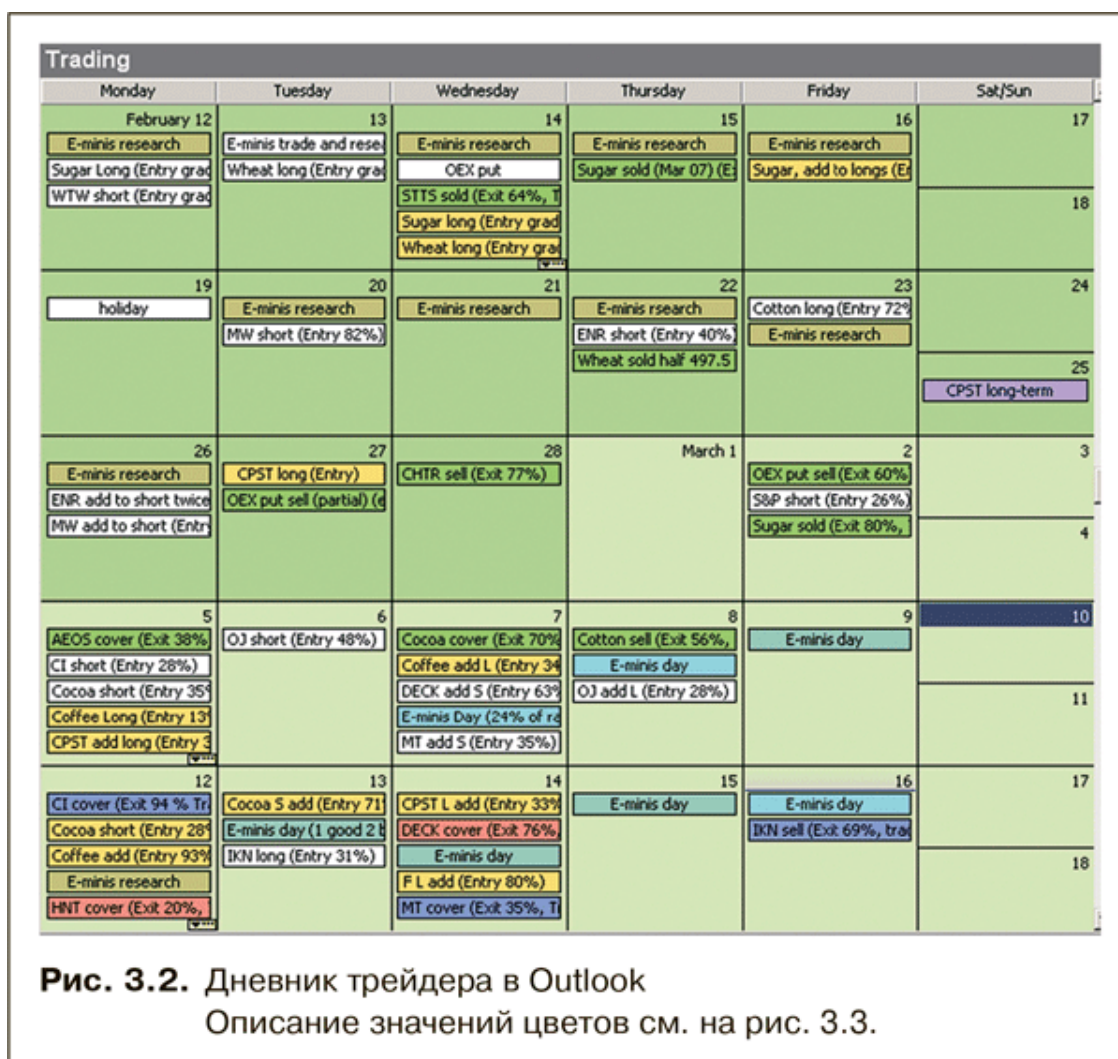 Trading
Monday Tuesday Wednesday Thursday Friday Sat/Sun
February 12 13 14 15 16 17
E-minis research E-minis trade and resea E-minis research E-minis research E-minis research
Sugar Long (Entry grad Wheat long (Entry grad OEX put Sugar sold (Mar 07) (E Sugar, add to longs (E
WTW short (Entry grad STTS sold (Exit 64%, T 18
Sugar long (Entry grad
Wheat long (Entry grad
19 20 21 22 23 24
holiday E-minis research E-minis research E-minis rsearch Cotton long (Entry 72%
MW short (Entry 82%) ENR short (Entry 40%) E-minis research
Wheat sold half 497.5 25
CPST long-term
26 27 28 March 1 2 3
E-minis research CPST long (Entry) CHTR sell (Exit 77%) OEX put sell (Exit 60%
ENR add to short twice OEX put sell (partial) (e S&P short (Entry 26%)
MW add to short (Entry Sugar sold (Exit 80%, 4
5 6 7 8 9 10
AEOS cover (Exit 38% OJ short (Entry 48%) Cocoa cover (Exit 70% Cotton sell (Exit 56%, E-minis day
CI short (Entry 28%) Coffee add L (Entry 34 E-minis day
Cocoa short (Entry 35% DECK add S (Entry 63% OJ add L (Entry 28%) 11
Coffee Long (Entry 13% E-minis Day (24% of ra
CPST add long (Entry 3 MT add S (Entry 35%)
12 13 14 15 16 17
CI cover (Exit 94 % Tra Cocoa S add (Entry 71% CPST L add (Entry 33% E-minis day E-minis day
Cocoa short (Entry 28% E-minis day (1 good 2 b DECK cover (Exit 76%, IKN sell (Exit 69%, trad
Coffee add (Entry 93% IKN long (Entry 31%) E-minis day 18
E-minis research F L add (Entry 80%)
HNT cover (Exit 20%, MT cover (Exit 35%, T
Рис. 3.2. Дневник трейдера в Outlook
Описание значений цветов см. на рис. 3.3.